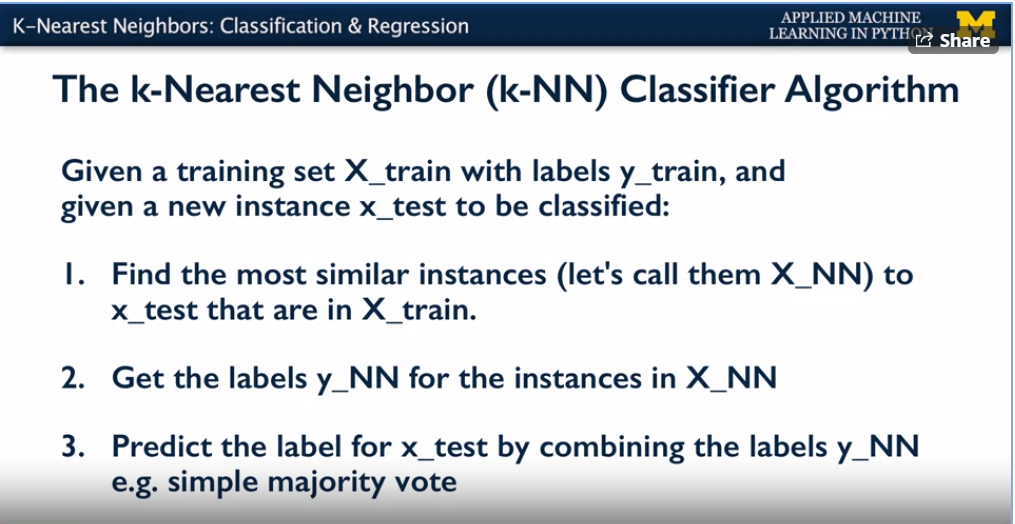 K-Nearest Neighbors: Classification & Regression
APPLIED MACHINE
LEARNING IN PYTHON
Share
The k-Nearest Neighbor (k-NN) Classifier Algorithm
Given a training set X_train with labels y_train, and
given a new instance x_test to be classified:
1. Find the most similar instances (let's call them X_NN) to
x_test that are in X_train.
2. Get the labels y_NN for the instances in X_NN
3. Predict the label for x_test by combining the labels y_NN
e.g. simple majority vote